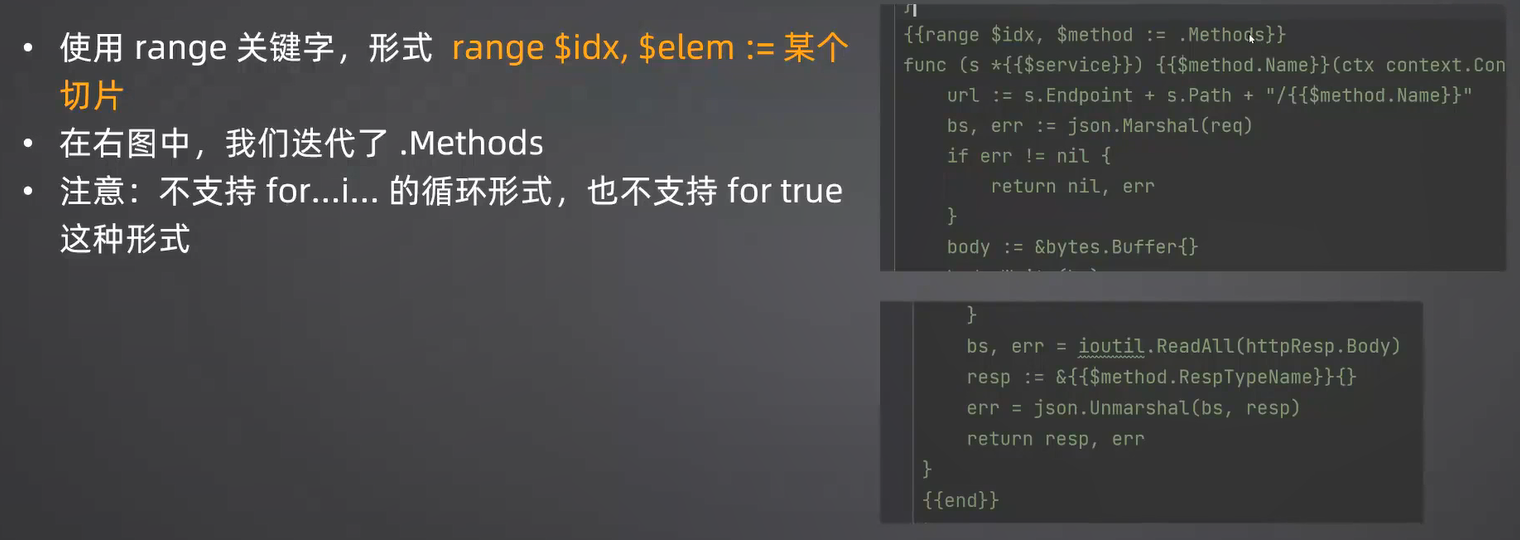 • 使用 range 关键字，形式 range $idx, $elem := 某个
切片
• 在右图中，我们迭代了 .Methods
• 注意：不支持 for...i... 的循环形式，也不支持 for true
这种形式
}
{{range $idx, $method := .Methods}}
func (s *{{$service}}) {{$method.Name}}(ctx context.Con
url := s.Endpoint + s.Path + "/{{$method.Name}}"
bs, err := json.Marshal(req)
if err != nil {
return nil, err
}
body := &bytes.Buffer{}
}
bs, err = ioutil.ReadAll(httpResp.Body)
resp := &{{$method.RespTypeName}}{}
err = json.Unmarshal(bs, resp)
return resp, err
}
{{end}}